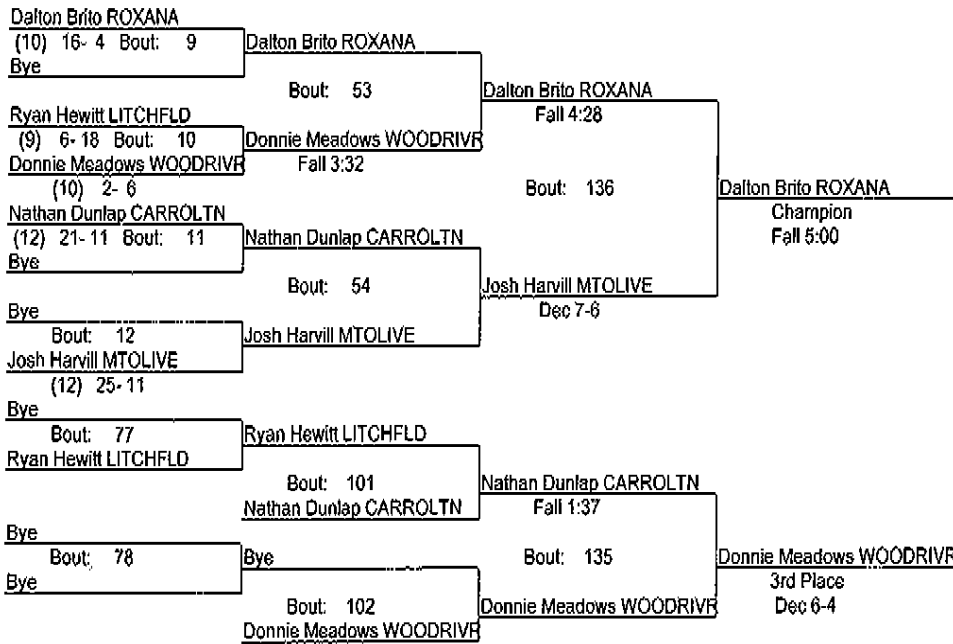 Dalton Brito ROXANA
(10) 16- 4 Bout: 9
Bye
Dalton Brito ROXANA
Bout: 53
Ryan Hewitt LITCHFLD
(9) 6-18 Bout: 10
Donnie Meadows WOODRIVR
(10) 2- 6
Donnie Meadows WOODRIVR
Fall 3:32
Dalton Brito ROXANA
Fall 4:28
Nathan Dunlap CARROLTN
(12) 21-11 Bout: 11
Bye
Nathan Dunlap CARROLTN
Bout: 54
Bye
Bout: 12
Josh Harvill MTOLIVE
(12) 25-11
Josh Harvill MTOLIVE
Josh Harvill MTOLIVE
Dec 7-6
Bout: 136
Dalton Brito ROXANA
Champion
Fall 5:00
Bye
Bout: 77
Ryan Hewitt LITCHFLD
Ryan Hewitt LITCHFLD
Bout: 101
Nathan Dunlap CARROLTN
Nathan Dunlap CARROLTN
Fall 1:37
Bye
Bout: 78
Bye
Bye
Bout: 102
Donnie Meadows WOODRIVR
Bout: 135
Donnie Meadows WOODRIVR
Donnie Meadows WOODRIVR
3rd Place
Dec 6-4